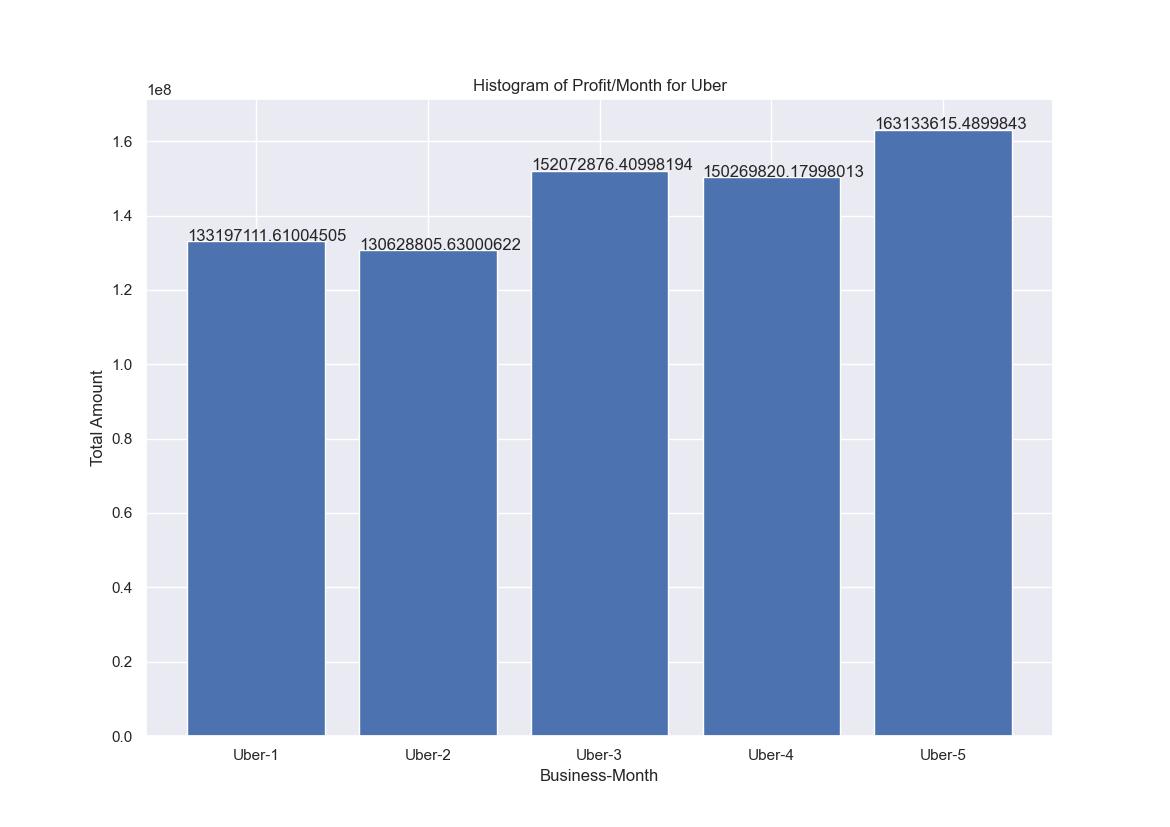 Histogram of Profit/Month for Uber
1e8
163133615.4899843
1.6
152072876.40998194
150269820.17998013
1.4
133197111.61004505
130628805.63000622
1.2
1.0
0.8
0.6
0.4
0.2
0.0
Total Amount
Uber-1 Uber-2 Uber-3 Uber-4 Uber-5
Business-Month